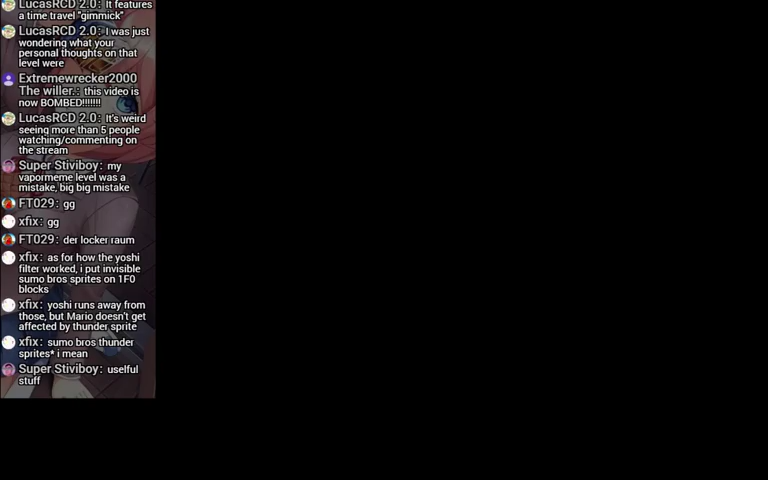 LucasRCD 2.0: It features
a time travel "gimmick"
LucasRCD 2.0: I was just
wondering what your
personal thoughts on that
level were
Extremewrecker2000
The willer.: this video is
now BOMBED!!!!!!!
LucasRCD 2.0: It's weird
seeing more than 5 people
watching/commenting on
the stream
Super Stiviboy: my
vapormeme level was a
mistake, big big mistake
FT029: gg
xfix: gg
FT029: der locker raum
xfix: as for how the yoshi
filter worked, i put invisible
sumo bros sprites on 1F0
blocks
xfix: yoshi runs away from
those, but Mario doesn't get
affected by thunder sprite
xfix: sumo bros thunder
sprites* i mean
Super Stiviboy: uselful
stuff